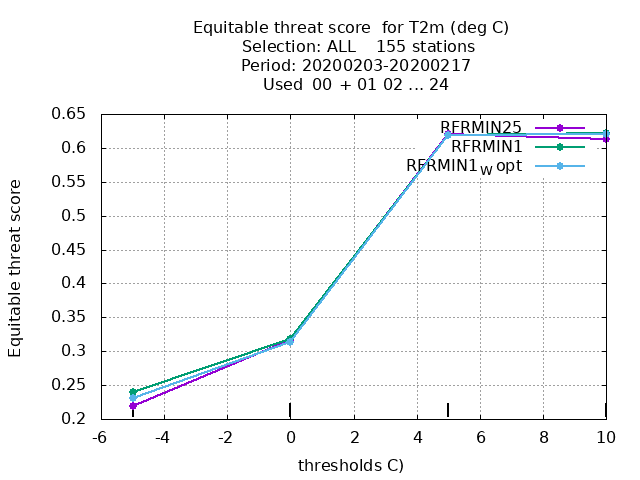 Equitable threat score for T2m (deg C)
Selection: ALL 155 stations
Period: 20200203-20200217
Used 00 + 01 02 ... 24
0.65
0.6
0.55
0.5
0.45
0.4
0.35
0.3
0.25
0.2
-6
-4
-2
0
2
4
6
8
10
Equitable threat score
thresholds C)
RFRMIN25
RFRMIN1
RFRMIN1W opt